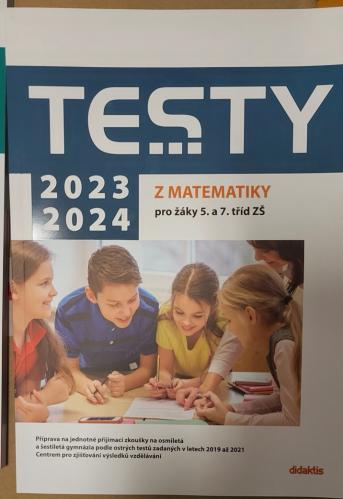 TESTY
2023
2024
Z MATEMATIKY
pro žáky 5. a 7. tříd ZŠ
Příprava na jednotné přijímací zkoušky na osmiletá
a šestiletá gymnázia podle ostrých testů zadaných v letech 2019 až 2021
Centrem pro zjišťování výsledků vzdělávání
didaktis